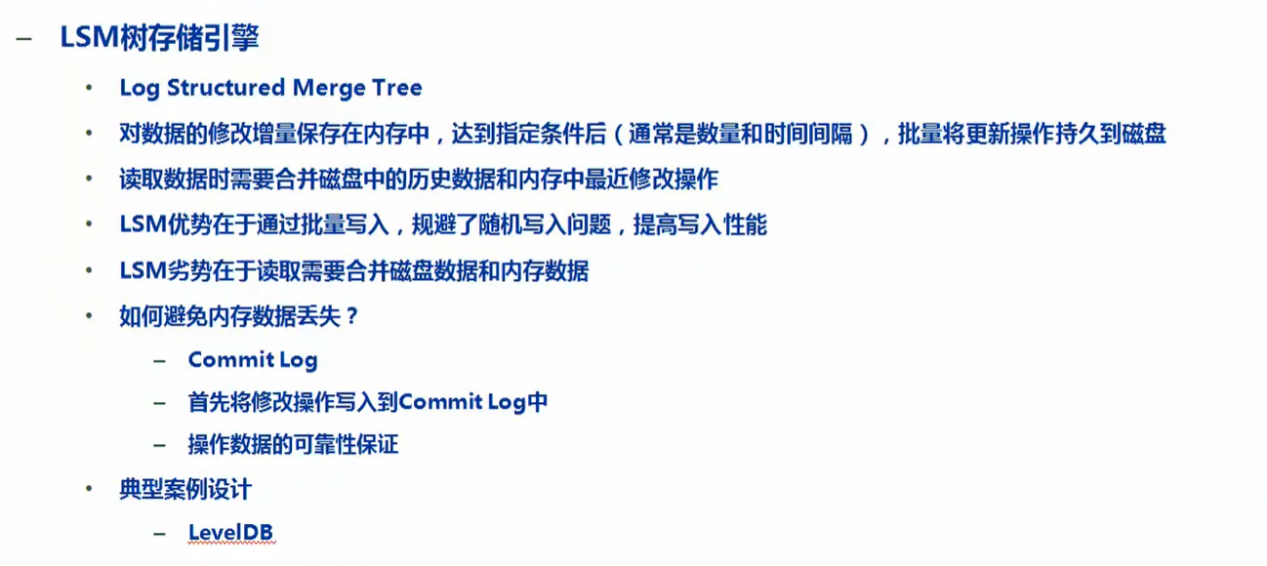 – LSM树存储引擎
• Log Structured Merge Tree
• 对数据的修改增量保存在内存中，达到指定条件后（通常是数量和时间间隔），批量将更新操作持久到磁盘
• 读取数据时需要合并磁盘中的历史数据和内存中最近修改操作
• LSM优势在于通过批量写入，规避了随机写入问题，提高写入性能
• LSM劣势在于读取需要合并磁盘数据和内存数据
• 如何避免内存数据丢失？
– Commit Log
– 首先将修改操作写入到Commit Log中
– 操作数据的可靠性保证
• 典型案例设计
– LevelDB